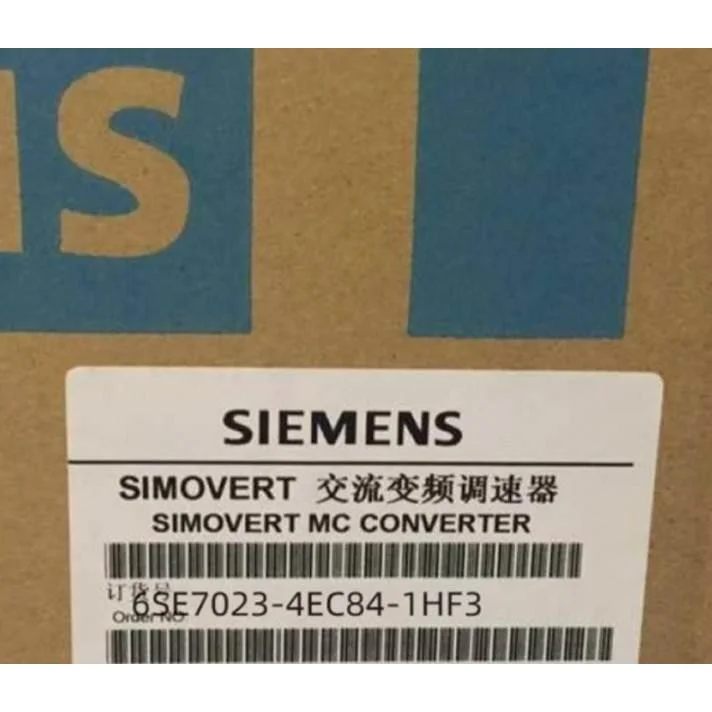 NS
SIEMENS
SIMOVERT 交流变频调速器
SIMOVERT MC CONVERTER
订货号
6SE7023-4EC84-1HF3
Order NO